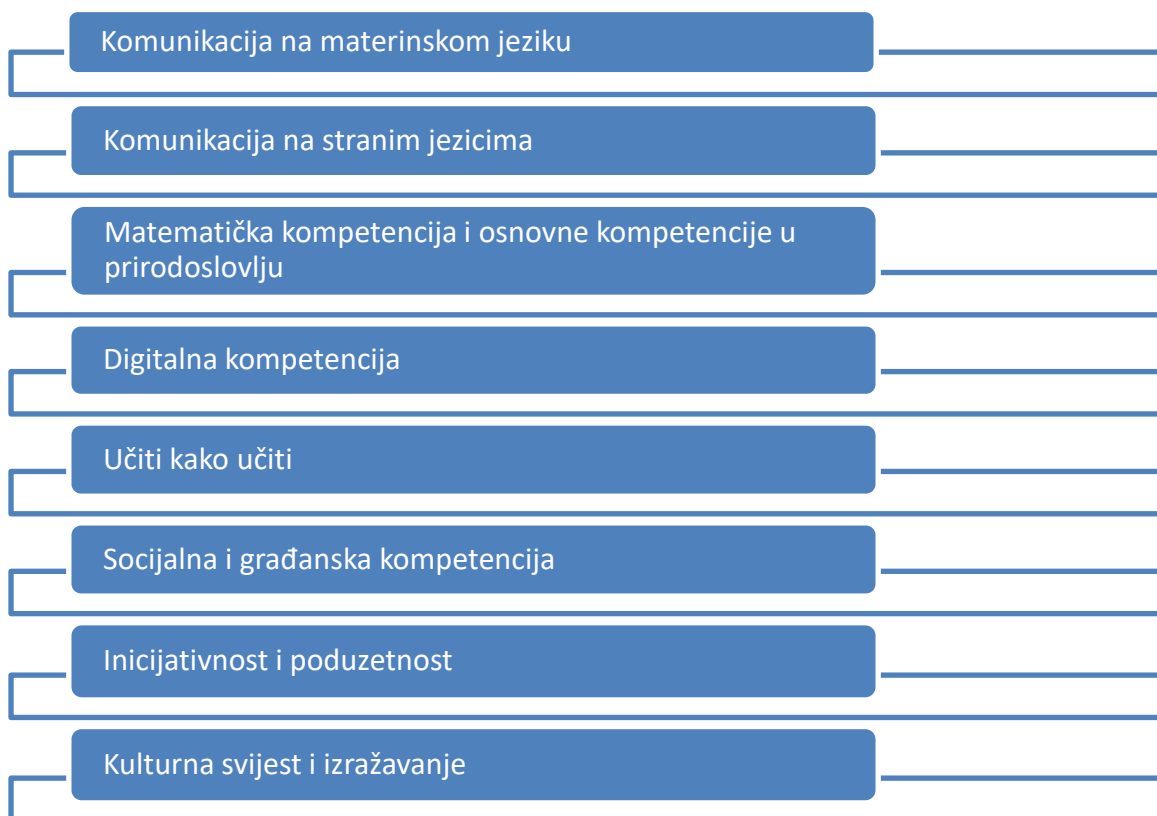 Komunikacija na materinskom jeziku
Komunikacija na stranim jezicima
Matematička kompetencija i osnovne kompetencije u
prirodoslovlju
Digitalna kompetencija
Učiti kako učiti
Socijalna i građanska kompetencija
Inicijativnost i poduzetnost
Kulturna svijest i izražavanje